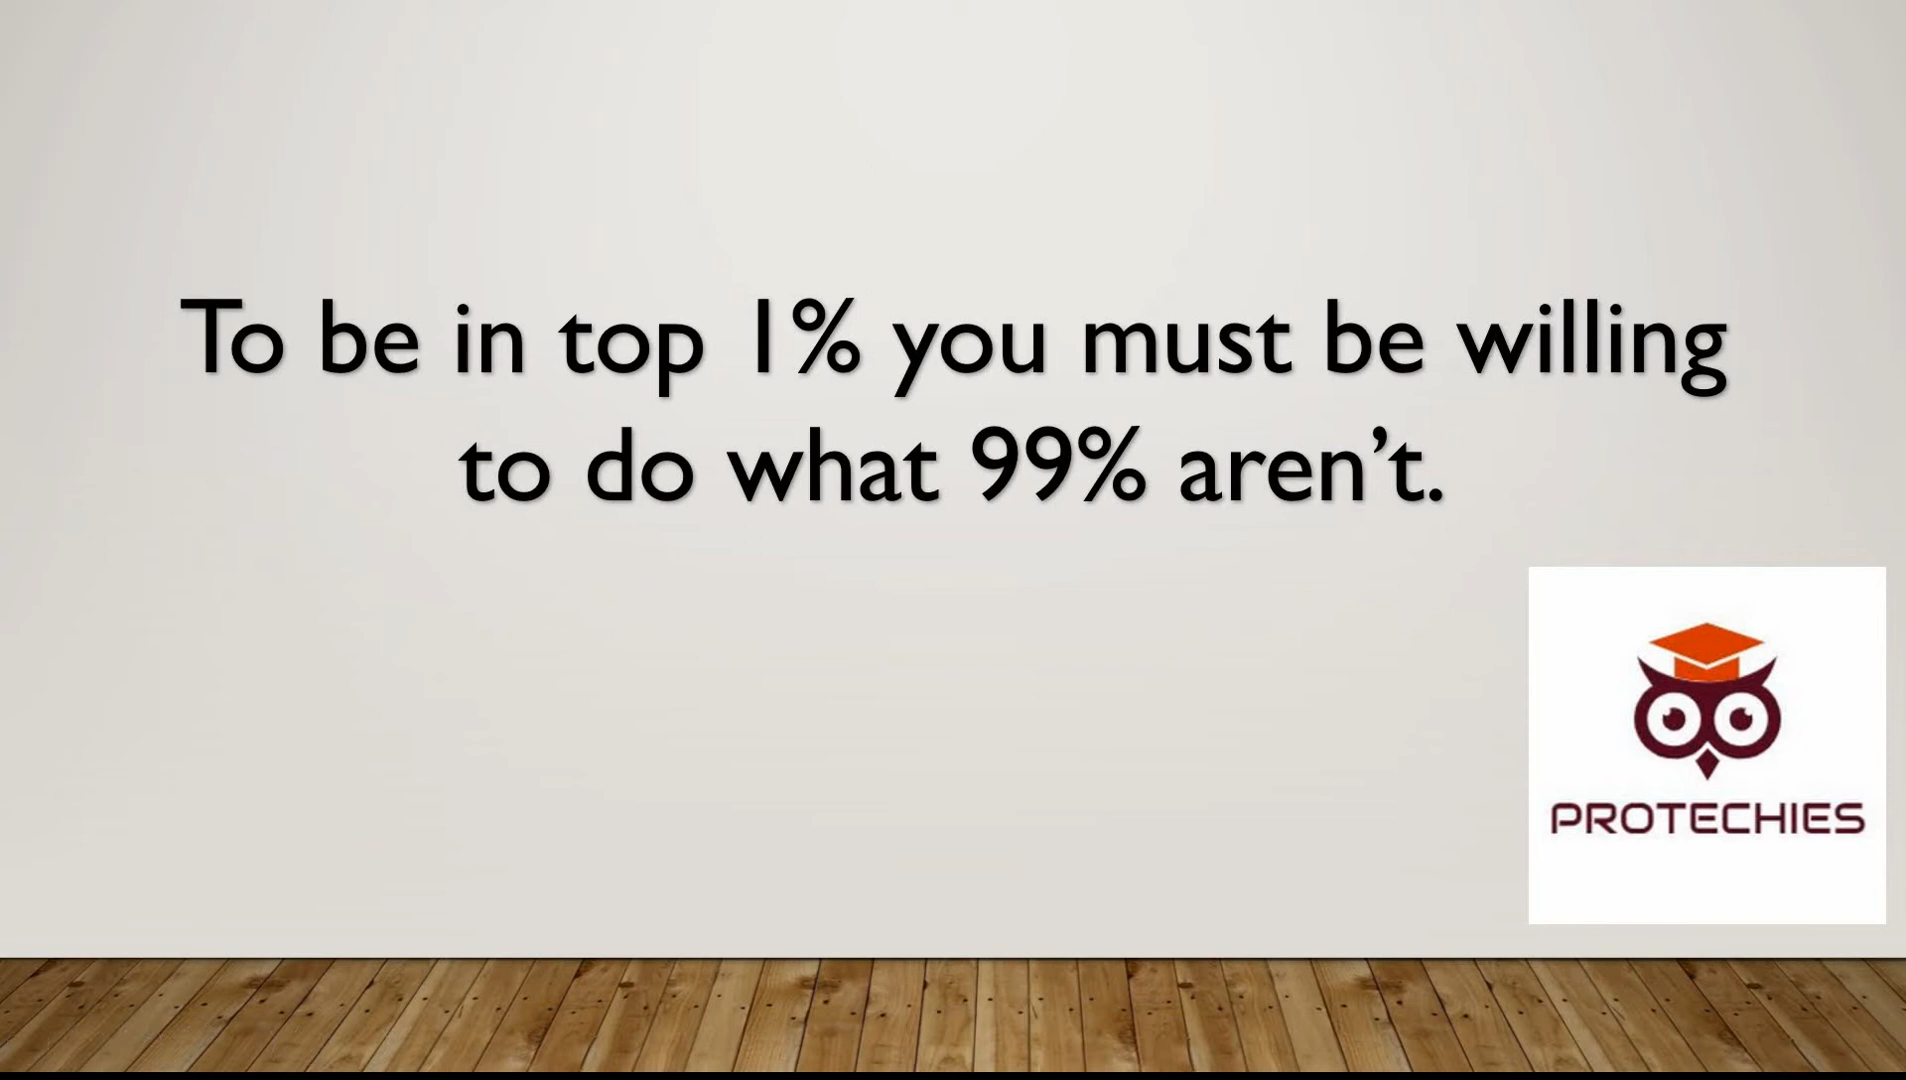 To be in top 1% you must be willing
to do what 99% aren’t.
PROTECHIES